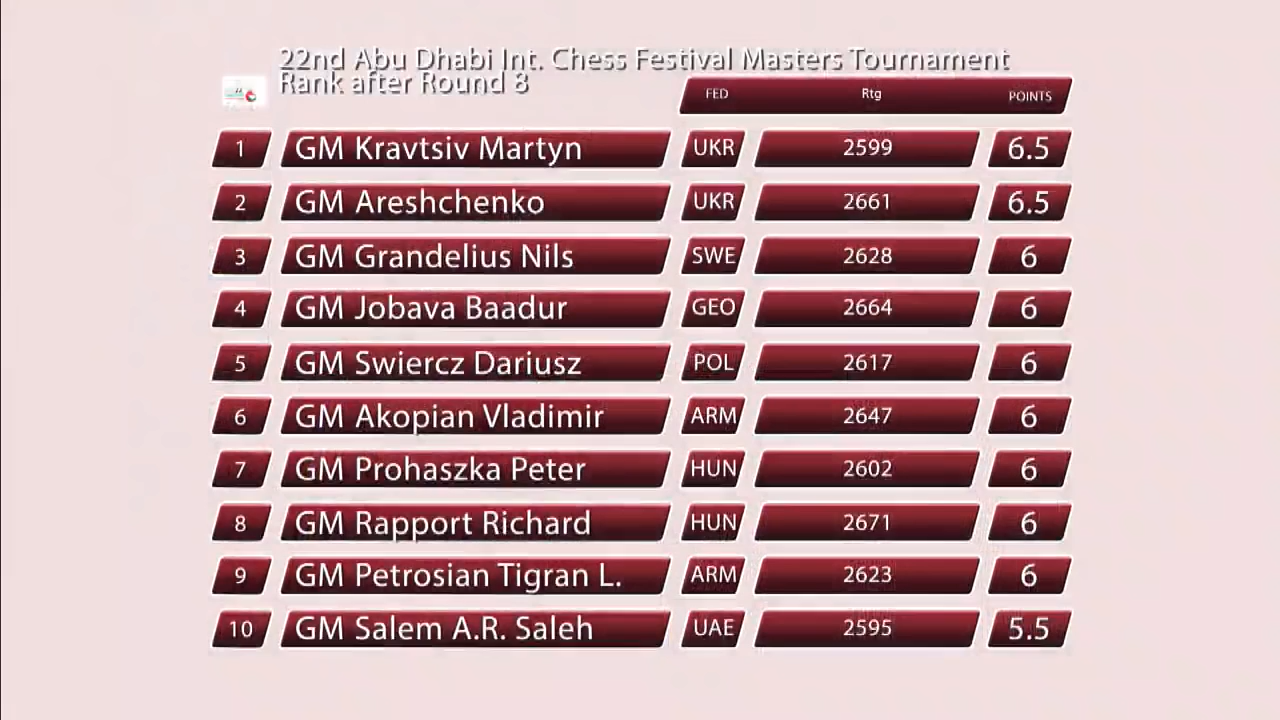 22nd Abu Dhabi Int. Chess Festival Masters Tournament
Rank after Round 8
FED Rtg POINTS
1 GM Kravtsiv Martyn UKR 2599 6.5
2 GM Areshchenko UKR 2661 6.5
3 GM Grandelius Nils SWE 2628 6
4 GM Jobava Baadur GEO 2664 6
5 GM Swiercz Dariusz POL 2617 6
6 GM Akopian Vladimir ARM 2647 6
7 GM Prohaszka Peter HUN 2602 6
8 GM Rapport Richard HUN 2671 6
9 GM Petrosian Tigran L. ARM 2623 6
10 GM Salem A.R. Saleh UAE 2595 5.5